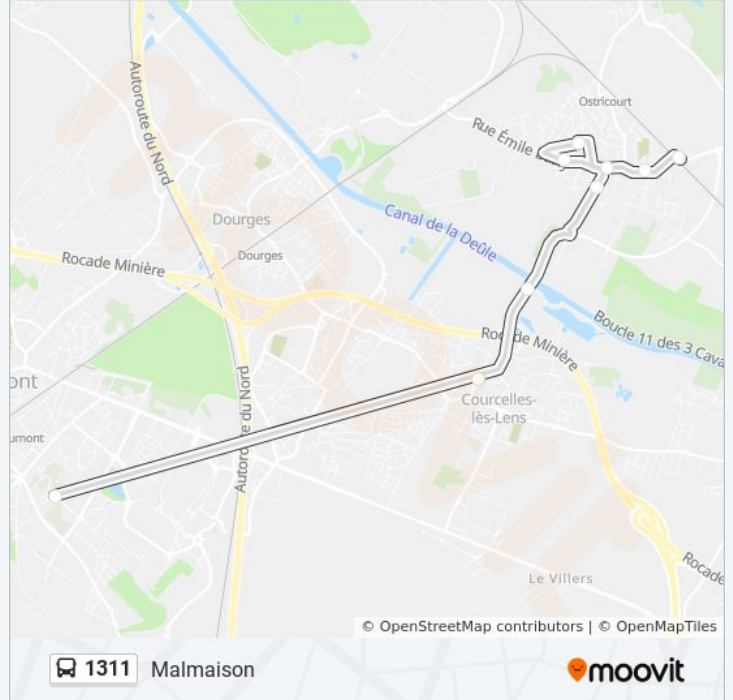 Autoroute du Nord
Ostricourt
Rue Émile
Dourges
Canal de la Deûle
Dourges
Rocade Minière
Boucle 11 des 3 Cava
Rocade Minière
ont
Autoroute du Nord
Courcelles-
lès-Lens
umont
Le Villers
Rocade
© OpenStreetMap contributors | © OpenMapTiles
1311 Malmaison
moovit